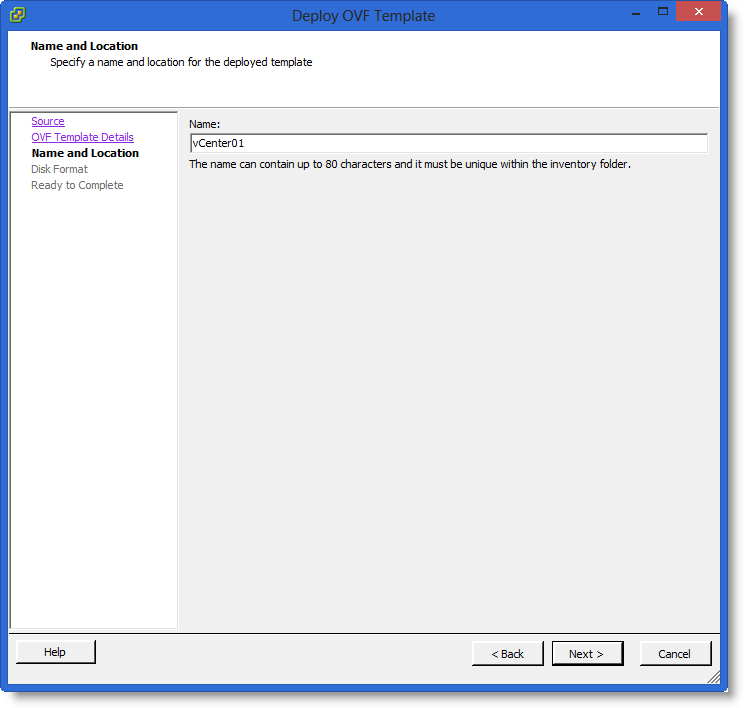 Deploy OVF Template
Name and Location
Specify a name and location for the deployed template
Source
OVF Template Details
Name and Location
Disk Format
Ready to Complete
Name:
vCenter01
The name can contain up to 80 characters and it must be unique within the inventory folder.
Help
< Back
Next >
Cancel